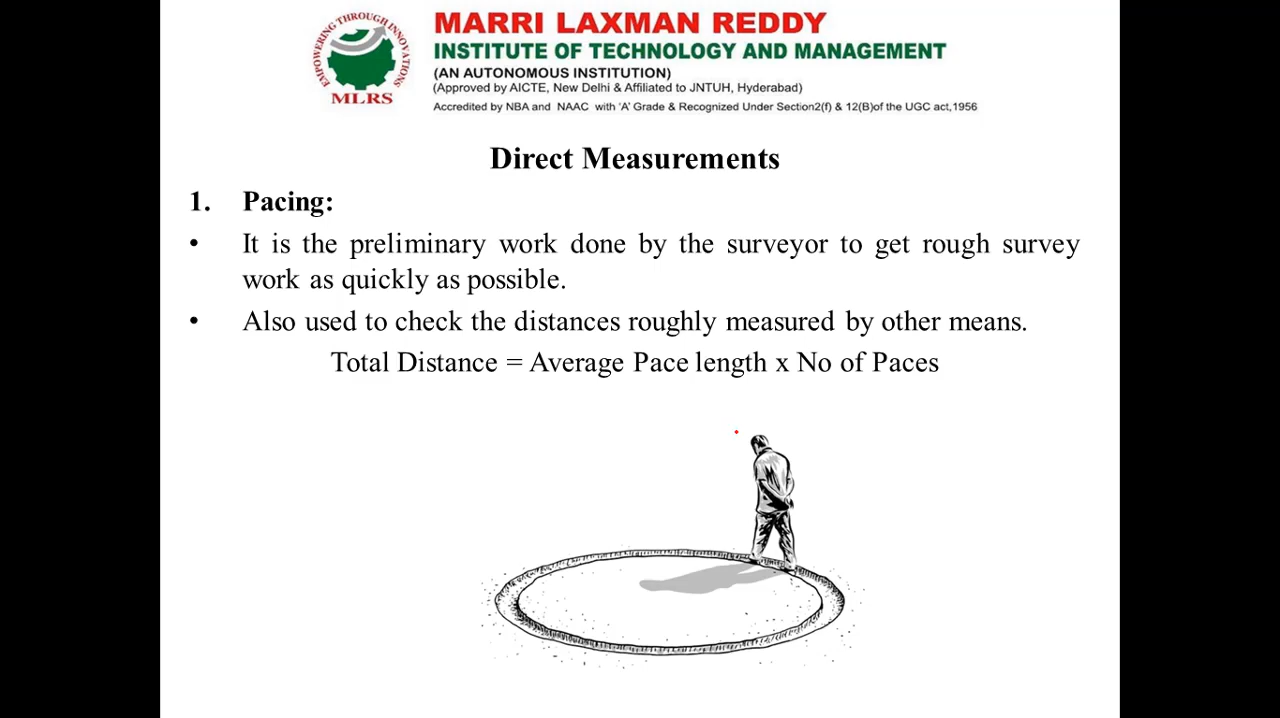 EMPOWERING THROUGH INNOVATIONS
MLRS
MARRI LAXMAN REDDY
INSTITUTE OF TECHNOLOGY AND MANAGEMENT
(AN AUTONOMOUS INSTITUTION)
(Approved by AICTE, New Delhi & Affiliated to JNTUH, Hyderabad)
Accredited by NBA and NAAC with 'A' Grade & Recognized Under Section2(f) & 12(B)of the UGC act,1956
Direct Measurements
1. Pacing:
• It is the preliminary work done by the surveyor to get rough survey
work as quickly as possible.
• Also used to check the distances roughly measured by other means.
Total Distance = Average Pace length x No of Paces